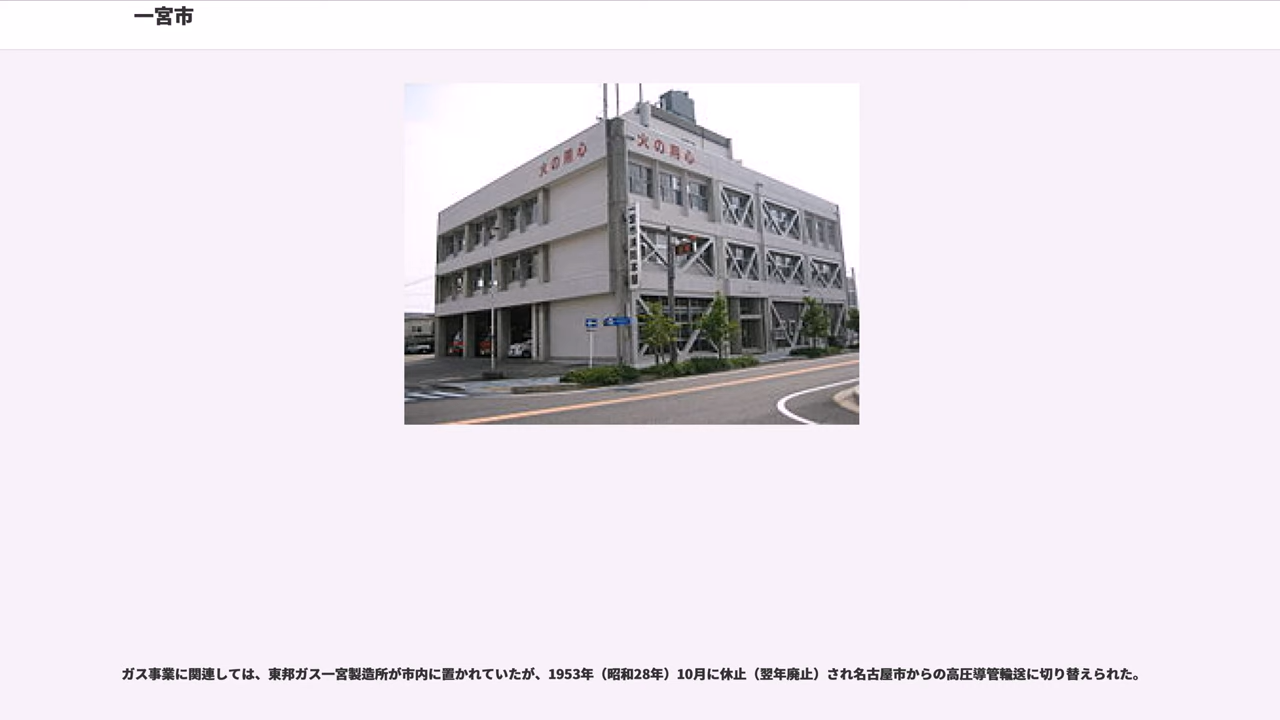 一宮市
火の用心
火の用心
ガス事業に関連しては、東邦ガス一宮製造所が市内に置かれていたが、1953年（昭和28年）10月に休止（翌年廃止）され名古屋市からの高圧導管輸送に切り替えられた。